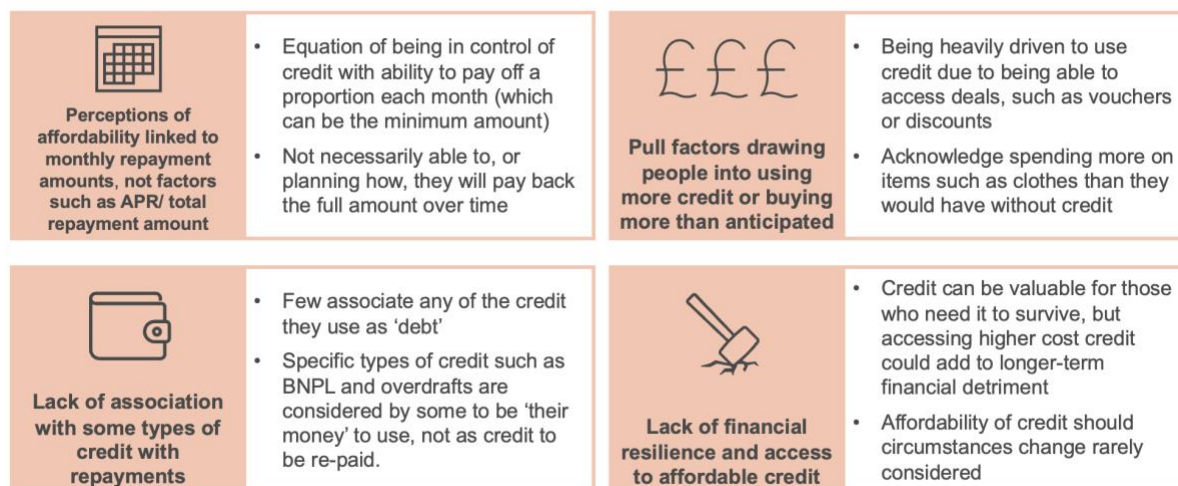 Perceptions of
affordability linked to
monthly repayment
amounts, not factors
such as APR/ total
repayment amount
• Equation of being in control of
credit with ability to pay off a
proportion each month (which
can be the minimum amount)
• Not necessarily able to, or
planning how, they will pay back
the full amount over time
£ £ £
Pull factors drawing
people into using
more credit or buying
more than anticipated
• Being heavily driven to use
credit due to being able to
access deals, such as vouchers
or discounts
• Acknowledge spending more on
items such as clothes than they
would have without credit
Lack of association
with some types of
credit with
repayments
• Few associate any of the credit
they use as ‘debt’
• Specific types of credit such as
BNPL and overdrafts are
considered by some to be ‘their
money’ to use, not as credit to
be re-paid.
Lack of financial
resilience and access
to affordable credit
• Credit can be valuable for those
who need it to survive, but
accessing higher cost credit
could add to longer-term
financial detriment
• Affordability of credit should
circumstances change rarely
considered